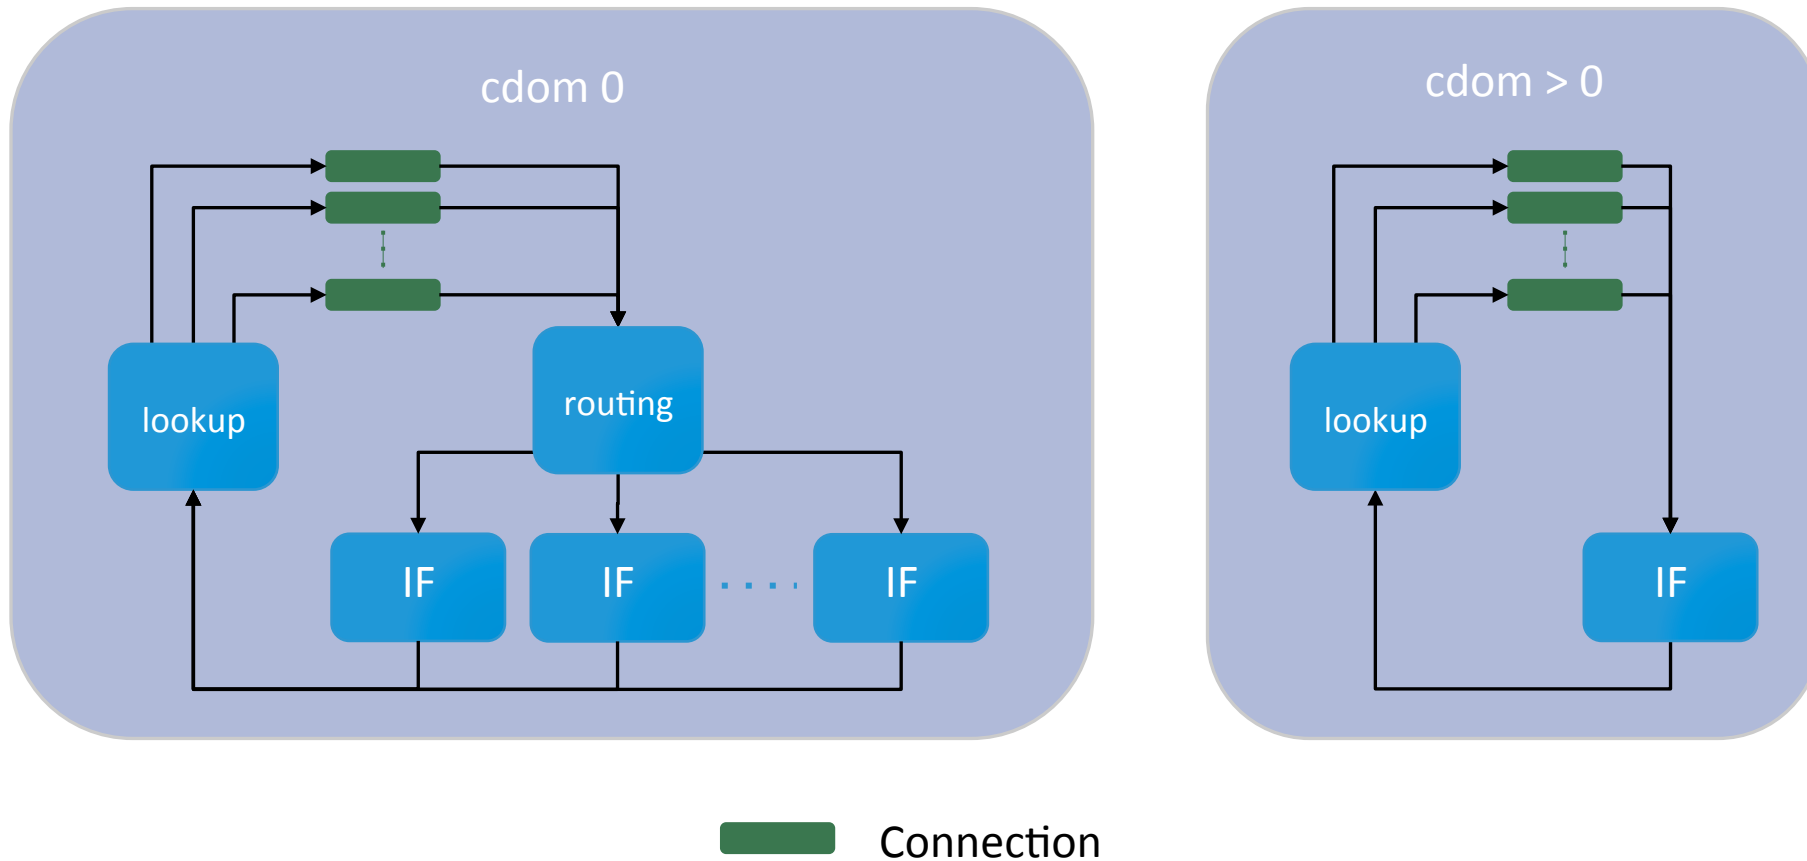 cdom 0
lookup
routing
IF
IF
IF
cdom > 0
lookup
IF
Connection